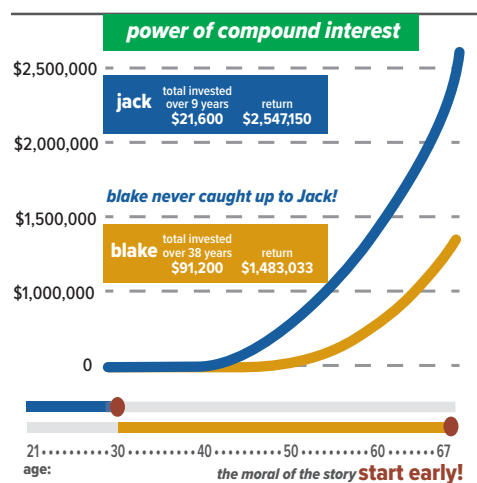 power of compound interest
$2,500,000
jack
total invested
over 9 years
$21,600
return
$2,547,150
$2,000,000
blake never caught up to Jack!
$1,500,000
blake
total invested
over 38 years
$91,200
return
$1,483,033
$1,000,000
0
21 30 40 50 60 67
age:
the moral of the story start early!